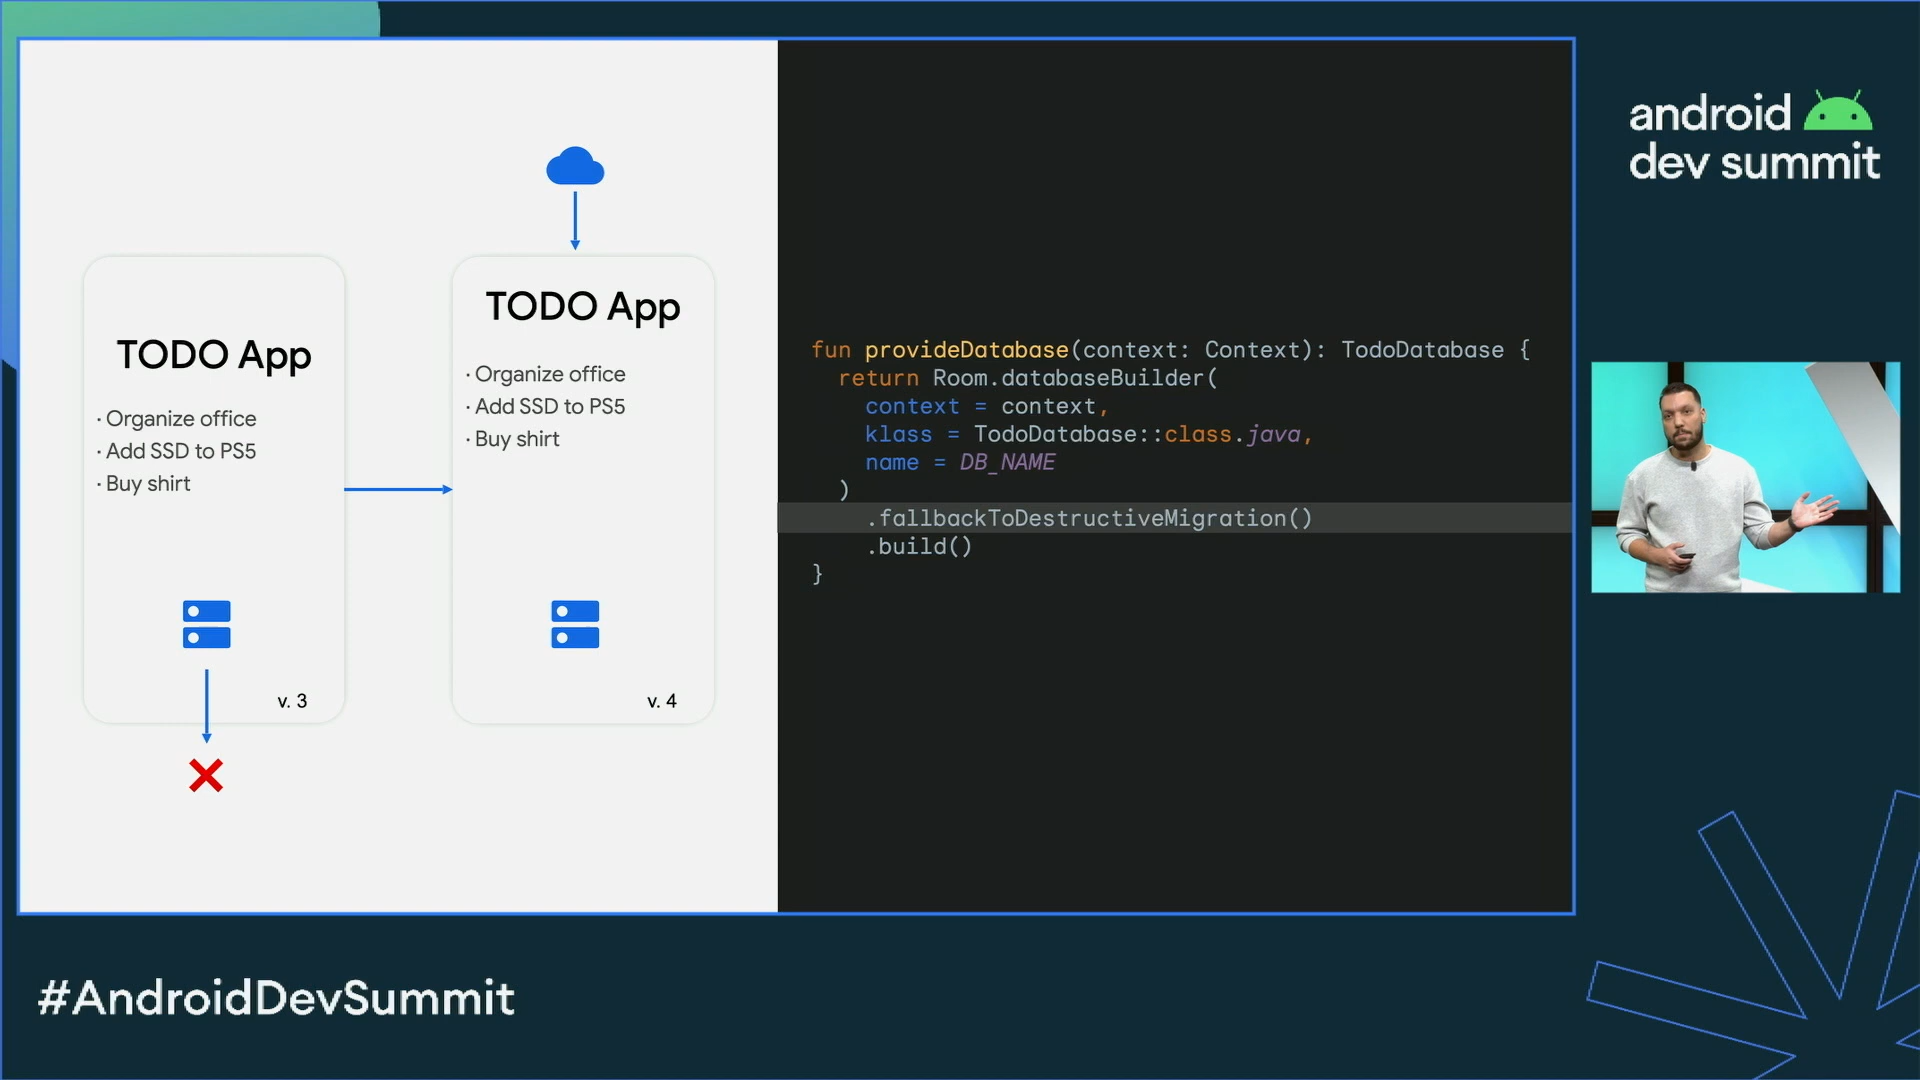 android
dev summit
TODO App
· Organize office
· Add SSD to PS5
· Buy shirt
v. 3
TODO App
· Organize office
· Add SSD to PS5
· Buy shirt
v. 4
fun provideDatabase(context: Context): TodoDatabase {
return Room.databaseBuilder(
context = context,
klass = TodoDatabase::class.java,
name = DB_NAME
)
.fallbackToDestructiveMigration()
.build()
}
#AndroidDevSummit